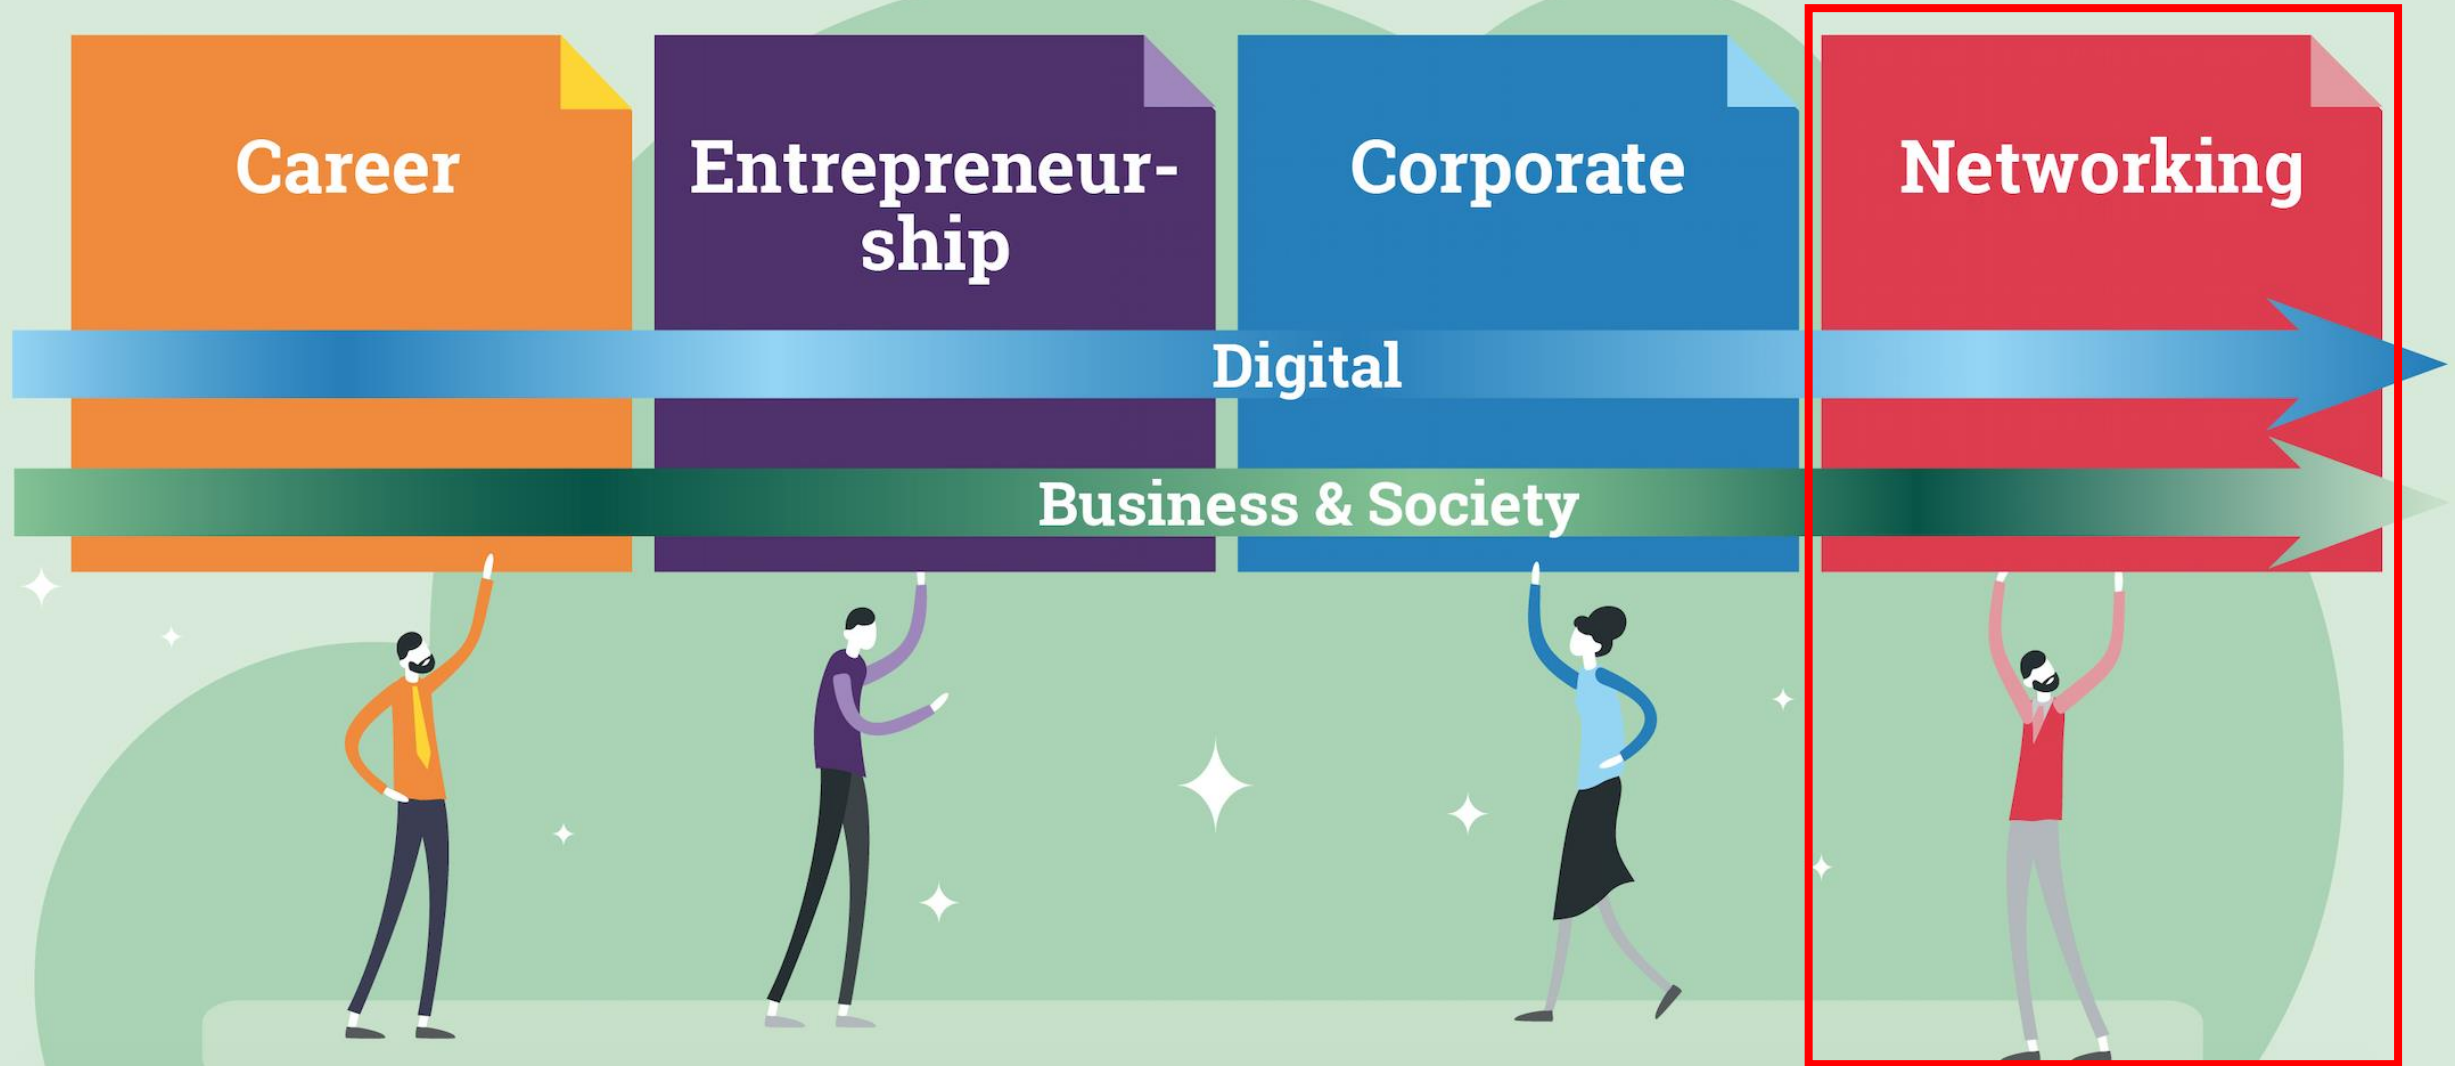 Career
Entrepreneur-
ship
Corporate
Networking
Digital
Business & Society